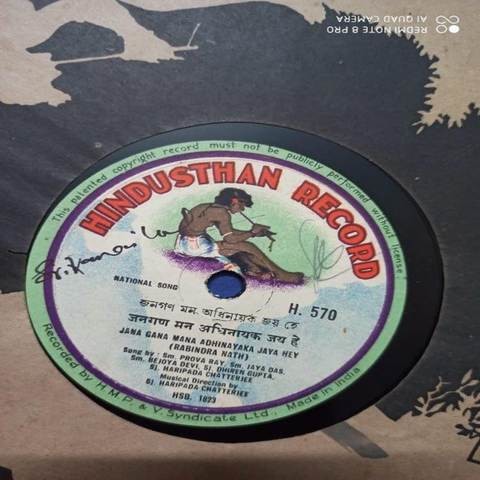 REDMI NOTE 8 PRO
AI QUAD CAMERA
This patented copyright record must not be publicly performed without license.
HINDUSTHAN RECORD
NATIONAL SONG
H. 570
জনগণ মন অধিনায়ক জয় হে
जनगण मन अधिनायक जय हे
JANA GANA MANA ADHINAYAKA JAYA HEY
(RABINDRA NATH)
Sung by: Sm. PROVA RAY, Sm. JAYA DAS,
Sm. BEJOYA DEVI, Sj. DHIREN GUPTA,
Sj. HARIPADA CHATTERJEE
Musical Direction by
Sj. HARIPADA CHATTERJEE
HSB. 1823
Recorded by H.M.P. & V. Syndicate Ltd., Made in India